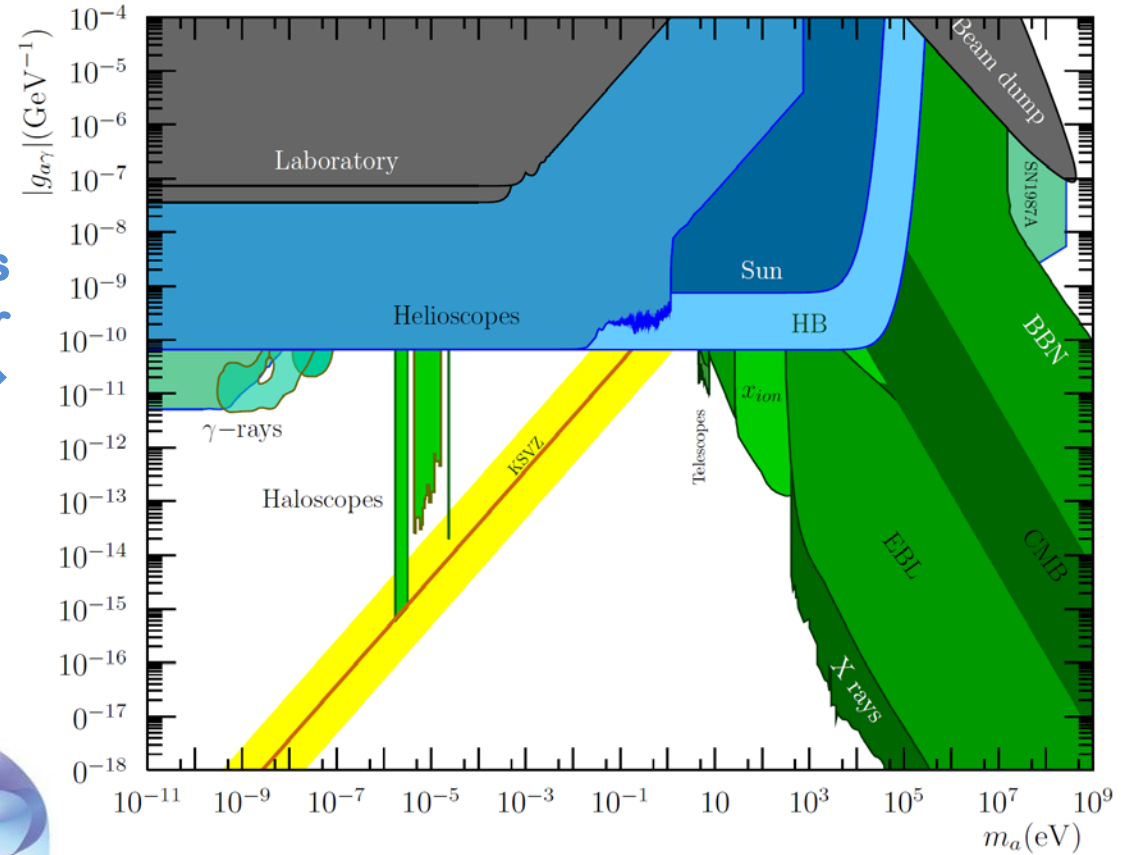 |g_{aγ}|(GeV^{−1})
10^{−4}
10^{−5}
10^{−6}
10^{−7}
10^{−8}
10^{−9}
10^{−10}
10^{−11}
10^{−12}
10^{−13}
10^{−14}
10^{−15}
10^{−16}
0^{−17}
0^{−18}
s
r
Beam dump
Laboratory
SN1987A
Sun
Helioscopes
HB
BBN
x_{ion}
γ−rays
Telescopes
KSVZ
Haloscopes
EBL
CMB
X rays
10^{−11}
10^{−9}
10^{−7}
10^{−5}
10^{−3}
10^{−1}
10
10^{3}
10^{5}
10^{7}
10^{9}
m_a(eV)